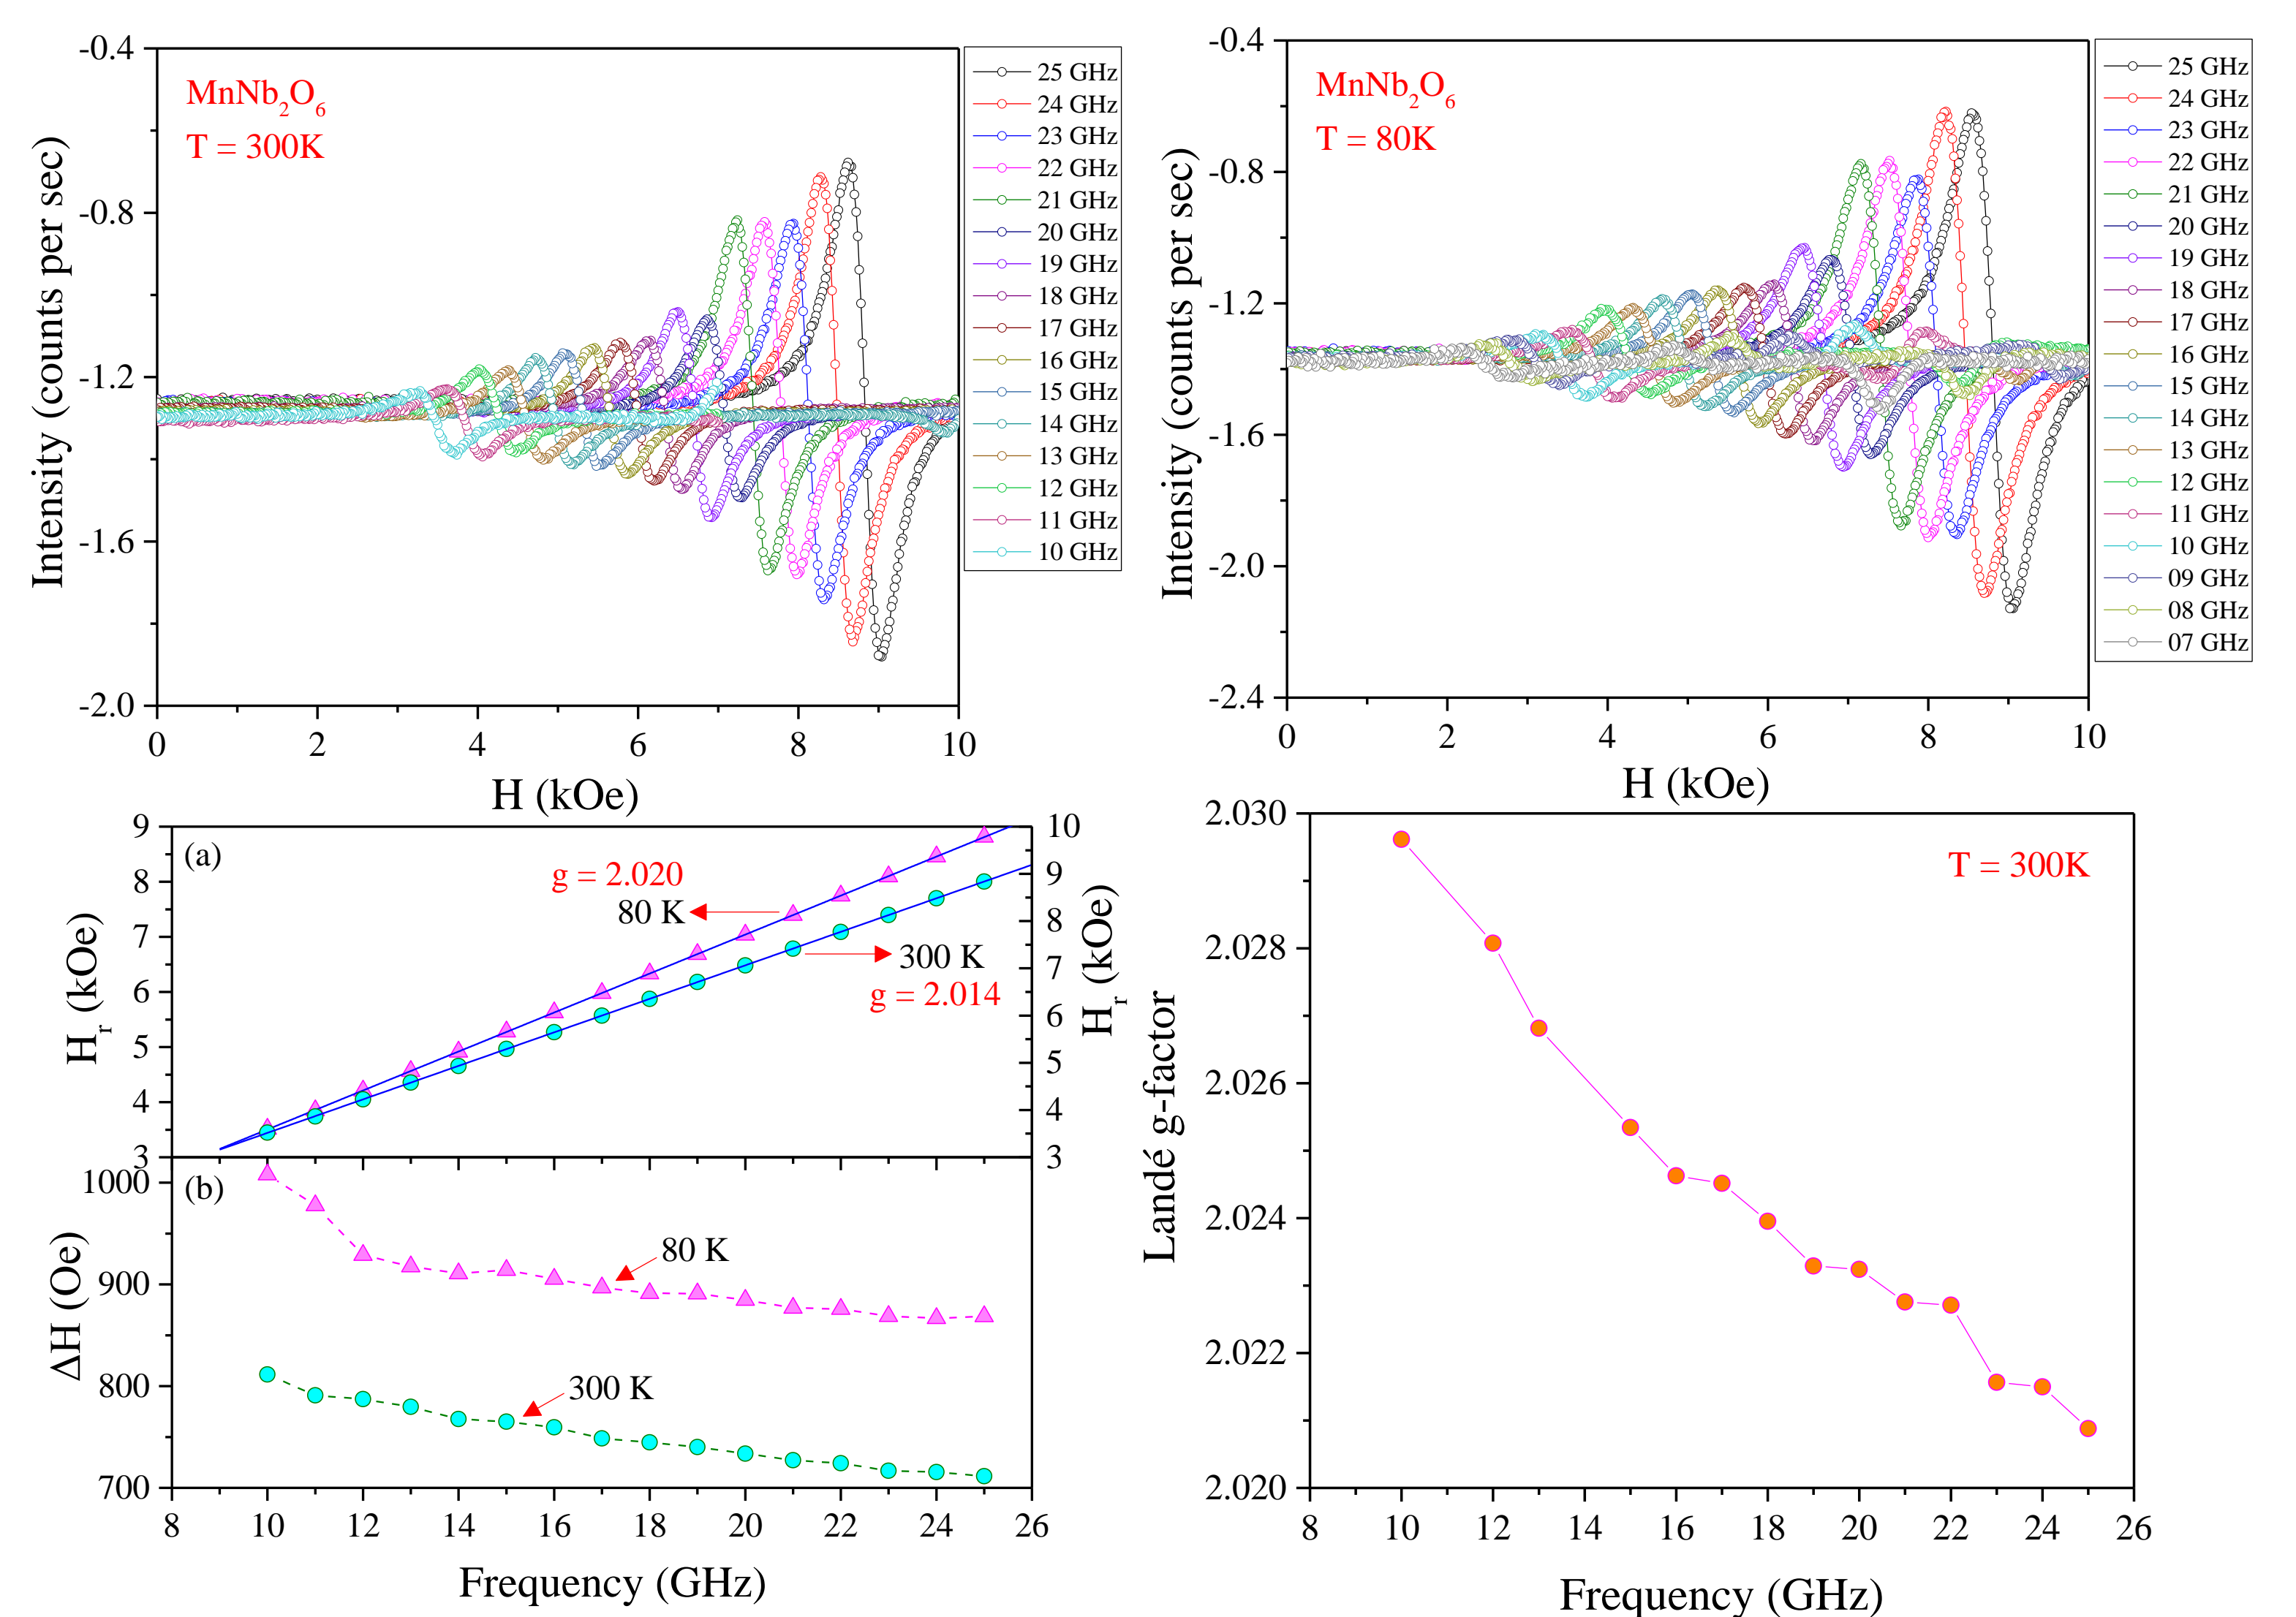 -0.4
-0.8
-1.2
-1.6
-2.0
Intensity (counts per sec)
MnNb₂O₆
T = 300K
0 2 4 6 8 10
H (kOe)
25 GHz
24 GHz
23 GHz
22 GHz
21 GHz
20 GHz
19 GHz
18 GHz
17 GHz
16 GHz
15 GHz
14 GHz
13 GHz
12 GHz
11 GHz
10 GHz
-0.4
-0.8
-1.2
-1.6
-2.0
-2.4
Intensity (counts per sec)
MnNb₂O₆
T = 80K
0 2 4 6 8 10
H (kOe)
25 GHz
24 GHz
23 GHz
22 GHz
21 GHz
20 GHz
19 GHz
18 GHz
17 GHz
16 GHz
15 GHz
14 GHz
13 GHz
12 GHz
11 GHz
10 GHz
09 GHz
08 GHz
07 GHz
9
8
7
6
5
4
3
Hᵣ (kOe)
(a)
g = 2.020
80 K
300 K
g = 2.014
10
9
8
7
6
5
4
3
Hᵣ (kOe)
1000
900
800
700
ΔH (Oe)
(b)
80 K
300 K
8 10 12 14 16 18 20 22 24 26
Frequency (GHz)
2.030
2.028
2.026
2.024
2.022
2.020
Landé g-factor
T = 300K
8 10 12 14 16 18 20 22 24 26
Frequency (GHz)